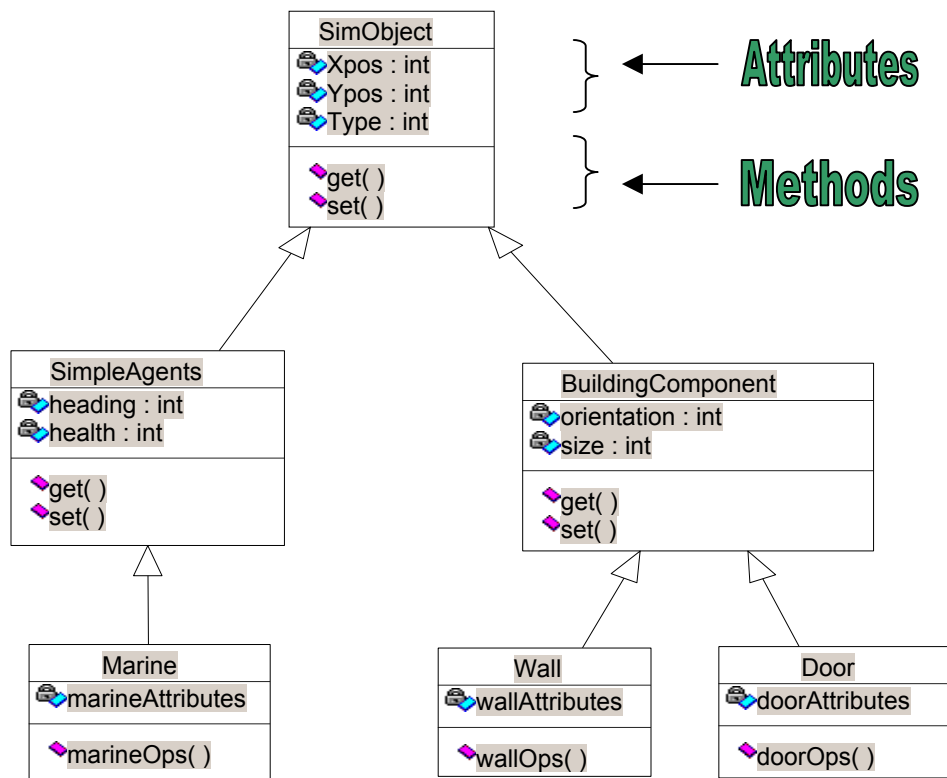 SimObject
Xpos : int
Ypos : int
Type : int
get( )
set( )
Attributes
Methods
SimpleAgents
heading : int
health : int
get( )
set( )
BuildingComponent
orientation : int
size : int
get( )
set( )
Marine
marineAttributes
marineOps( )
Wall
wallAttributes
wallOps( )
Door
doorAttributes
doorOps( )